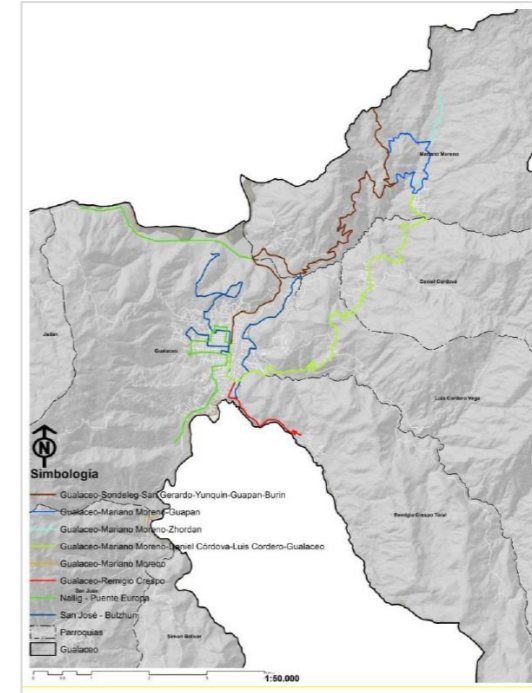 Mariano Moreno
Daniel Córdova
Jadán
Gualaceo
Luis Cordero Vega
N
Simbología
Remigio Crespo Toral
Gualaceo-Sondeleg-San Gerardo-Yunquin-Guapan-Burin
Gualaceo-Mariano Moreno-Guapan
Gualaceo-Mariano Moreno-Zhordan
Gualaceo-Mariano Moreno-Daniel Córdova-Luis Cordero-Gualaceo
Gualaceo-Mariano Moreno
Gualaceo-Remigio Crespo
San Juan
Nallig - Puente Europa
San José - Bulzhun
Parroquias
Simón Bolívar
Gualaceo
1:50.000